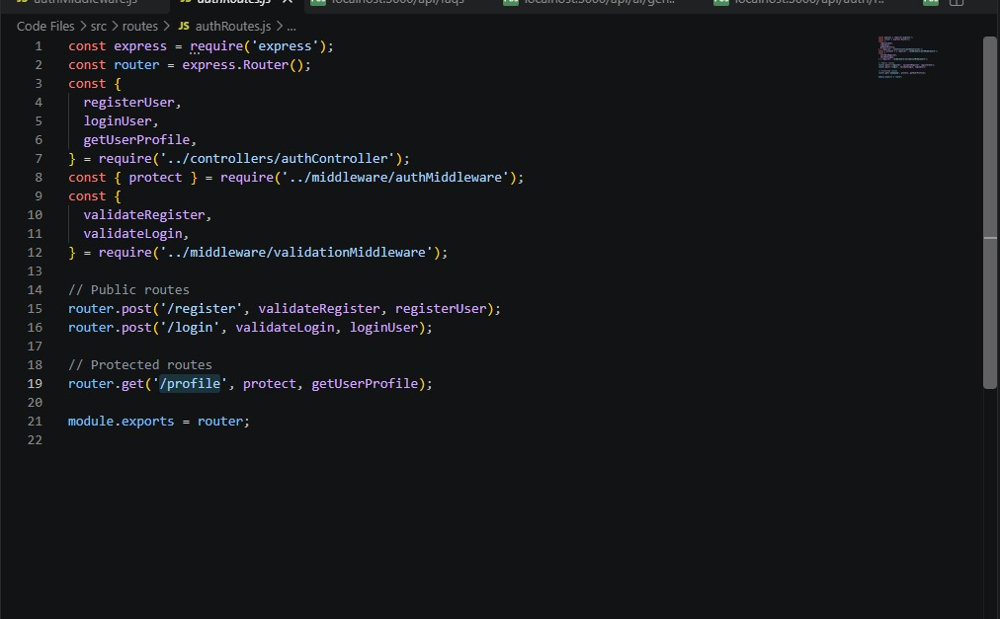 authRoutes.js
Code Files > src > routes > JS authRoutes.js > ...
1 const express = require('express');
2 const router = express.Router();
3 const {
4 registerUser,
5 loginUser,
6 getUserProfile,
7 } = require('../controllers/authController');
8 const { protect } = require('../middleware/authMiddleware');
9 const {
10 validateRegister,
11 validateLogin,
12 } = require('../middleware/validationMiddleware');
13
14 // Public routes
15 router.post('/register', validateRegister, registerUser);
16 router.post('/login', validateLogin, loginUser);
17
18 // Protected routes
19 router.get('/profile', protect, getUserProfile);
20
21 module.exports = router;
22